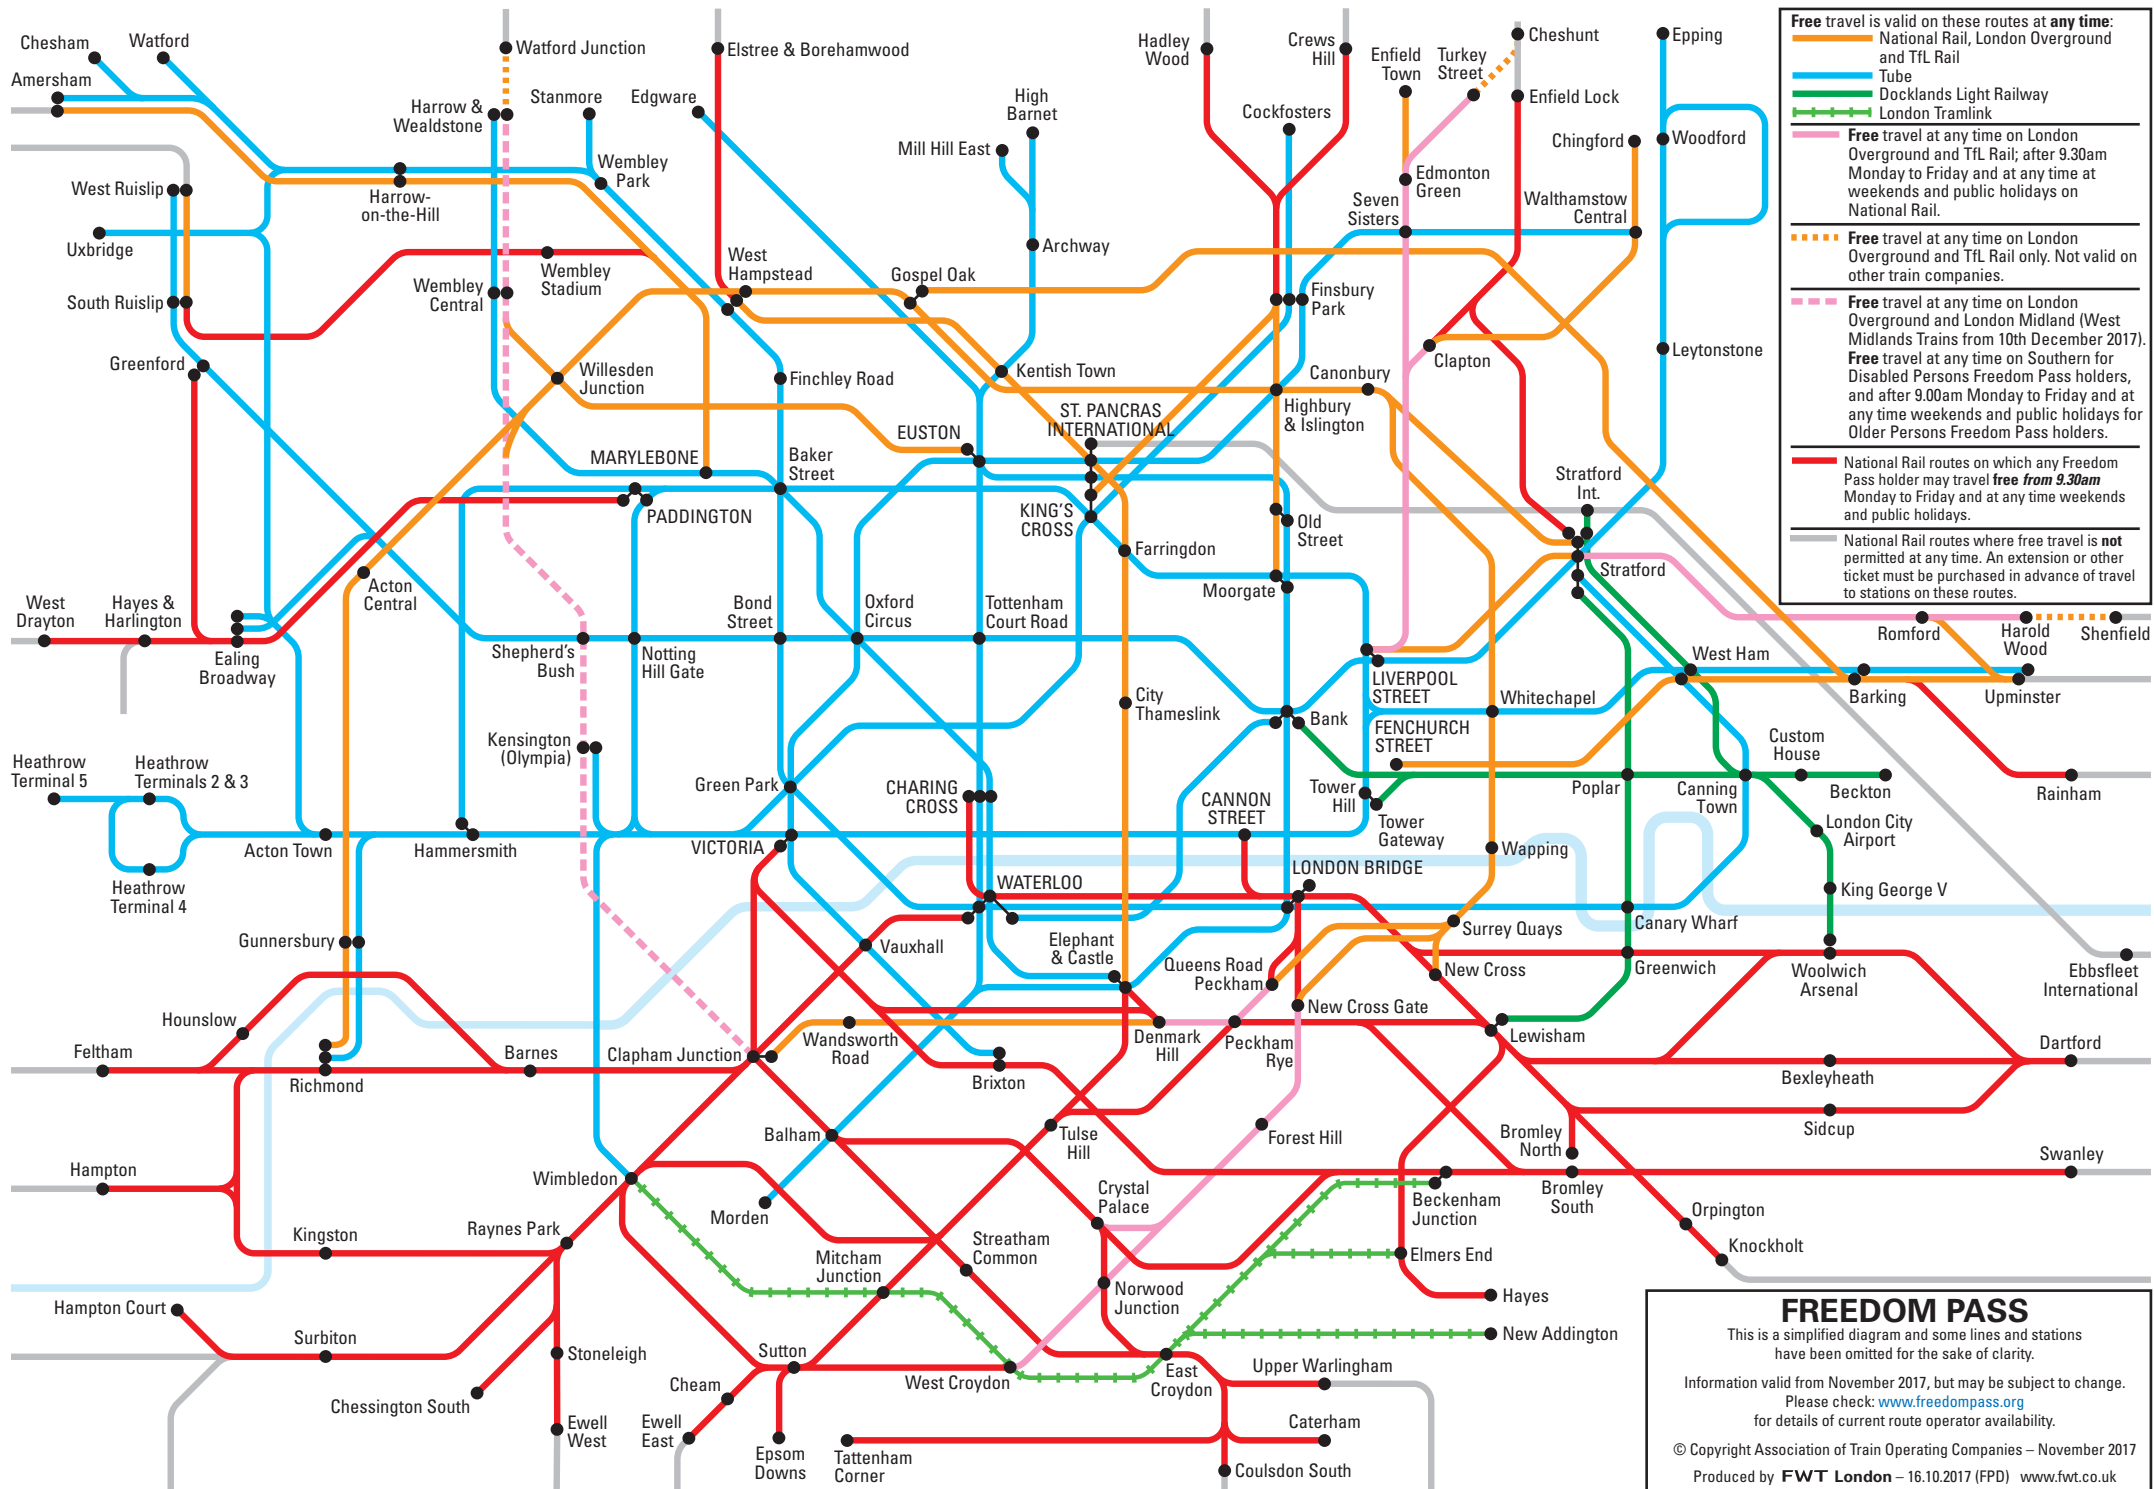 Chesham
Watford
Amersham
Watford Junction
Elstree & Borehamwood
Hadley
Wood
Crews
Hill
Enfield
Town
Turkey
Street
Cheshunt
Epping
Harrow &
Wealdstone
Stanmore
Edgware
High
Barnet
Cockfosters
Enfield Lock
Mill Hill East
Chingford
Woodford
West Ruislip
Harrow-
on-the-Hill
Wembley
Park
Edmonton
Green
Seven
Sisters
Walthamstow
Central
Uxbridge
Archway
Wembley
Stadium
West
Hampstead
Gospel Oak
South Ruislip
Wembley
Central
Finsbury
Park
Greenford
Willesden
Junction
Finchley Road
Kentish Town
Canonbury
Clapton
Leytonstone
Highbury
& Islington
ST. PANCRAS
INTERNATIONAL
EUSTON
MARYLEBONE
Baker
Street
PADDINGTON
KING'S
CROSS
Old
Street
Stratford
Int.
Farringdon
Stratford
Acton
Central
Moorgate
West
Drayton
Hayes &
Harlington
Ealing
Broadway
Shepherd's
Bush
Notting
Hill Gate
Bond
Street
Oxford
Circus
Tottenham
Court Road
LIVERPOOL
STREET
Romford
Harold
Wood
Shenfield
West Ham
Barking
Upminster
City
Thameslink
Whitechapel
Bank
FENCHURCH
STREET
Kensington
(Olympia)
Heathrow
Terminal 5
Heathrow
Terminals 2 & 3
Green Park
CHARING
CROSS
CANNON
STREET
Tower
Hill
Tower
Gateway
Poplar
Canning
Town
Custom
House
Beckton
Rainham
London City
Airport
Acton Town
Hammersmith
VICTORIA
Wapping
Heathrow
Terminal 4
WATERLOO
LONDON BRIDGE
King George V
Gunnersbury
Vauxhall
Elephant
& Castle
Surrey Quays
Canary Wharf
Queens Road
Peckham
New Cross
Greenwich
Woolwich
Arsenal
Ebbsfleet
International
Hounslow
New Cross Gate
Feltham
Richmond
Barnes
Clapham Junction
Wandsworth
Road
Brixton
Denmark
Hill
Peckham
Rye
Lewisham
Bexleyheath
Dartford
Balham
Tulse
Hill
Forest Hill
Bromley
North
Sidcup
Hampton
Wimbledon
Morden
Crystal
Palace
Beckenham
Junction
Bromley
South
Swanley
Kingston
Raynes Park
Mitcham
Junction
Streatham
Common
Elmers End
Orpington
Knockholt
Norwood
Junction
Hayes
Hampton Court
Surbiton
Stoneleigh
Sutton
West Croydon
East
Croydon
New Addington
Upper Warlingham
Chessington South
Cheam
Ewell
West
Ewell
East
Epsom
Downs
Tattenham
Corner
Caterham
Coulsdon South
Free travel is valid on these routes at any time:
National Rail, London Overground
and TfL Rail
Tube
Docklands Light Railway
London Tramlink
Free travel at any time on London
Overground and TfL Rail; after 9.30am
Monday to Friday and at any time at
weekends and public holidays on
National Rail.
Free travel at any time on London
Overground and TfL Rail only. Not valid on
other train companies.
Free travel at any time on London
Overground and London Midland (West
Midlands Trains from 10th December 2017).
Free travel at any time on Southern for
Disabled Persons Freedom Pass holders,
and after 9.00am Monday to Friday and at
any time weekends and public holidays for
Older Persons Freedom Pass holders.
National Rail routes on which any Freedom
Pass holder may travel free from 9.30am
Monday to Friday and at any time weekends
and public holidays.
National Rail routes where free travel is not
permitted at any time. An extension or other
ticket must be purchased in advance of travel
to stations on these routes.
FREEDOM PASS
This is a simplified diagram and some lines and stations
have been omitted for the sake of clarity.
Information valid from November 2017, but may be subject to change.
Please check: www.freedompass.org
for details of current route operator availability.
© Copyright Association of Train Operating Companies – November 2017
Produced by FWT London – 16.10.2017 (FPD) www.fwt.co.uk